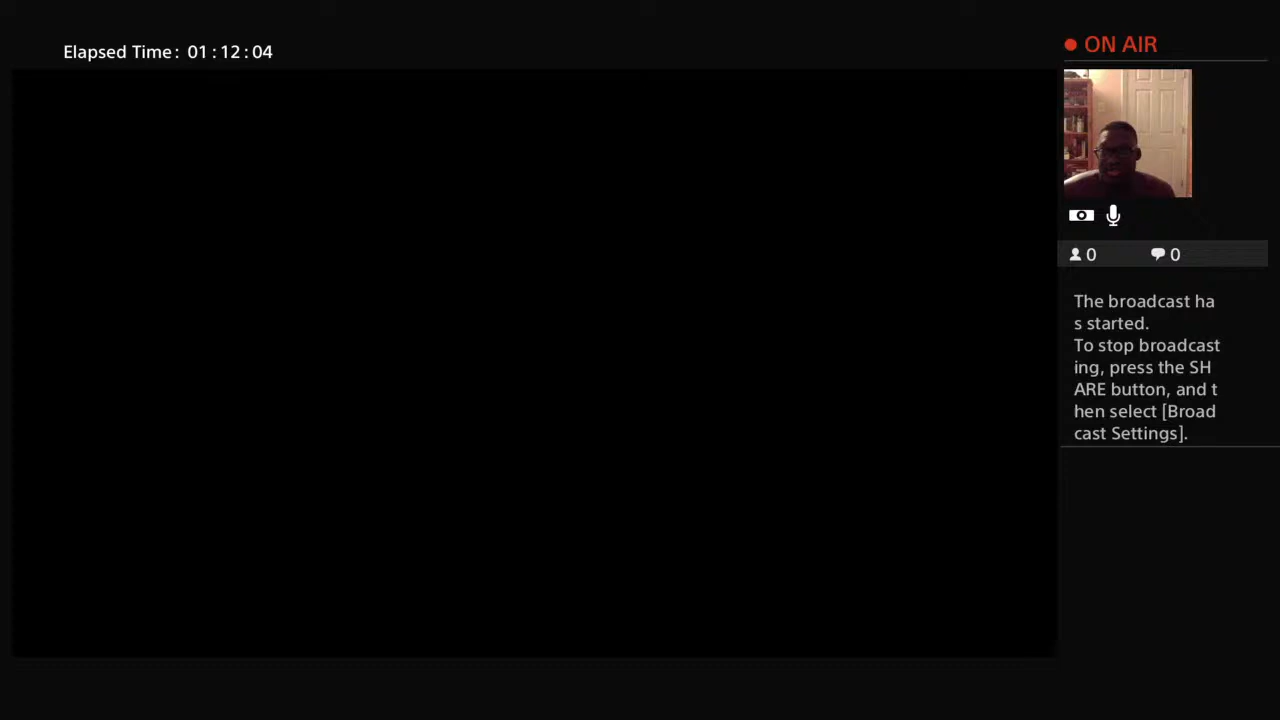 Elapsed Time: 01:12:04
ON AIR
0 0
The broadcast ha
s started.
To stop broadcast
ing, press the SH
ARE button, and t
hen select [Broad
cast Settings].